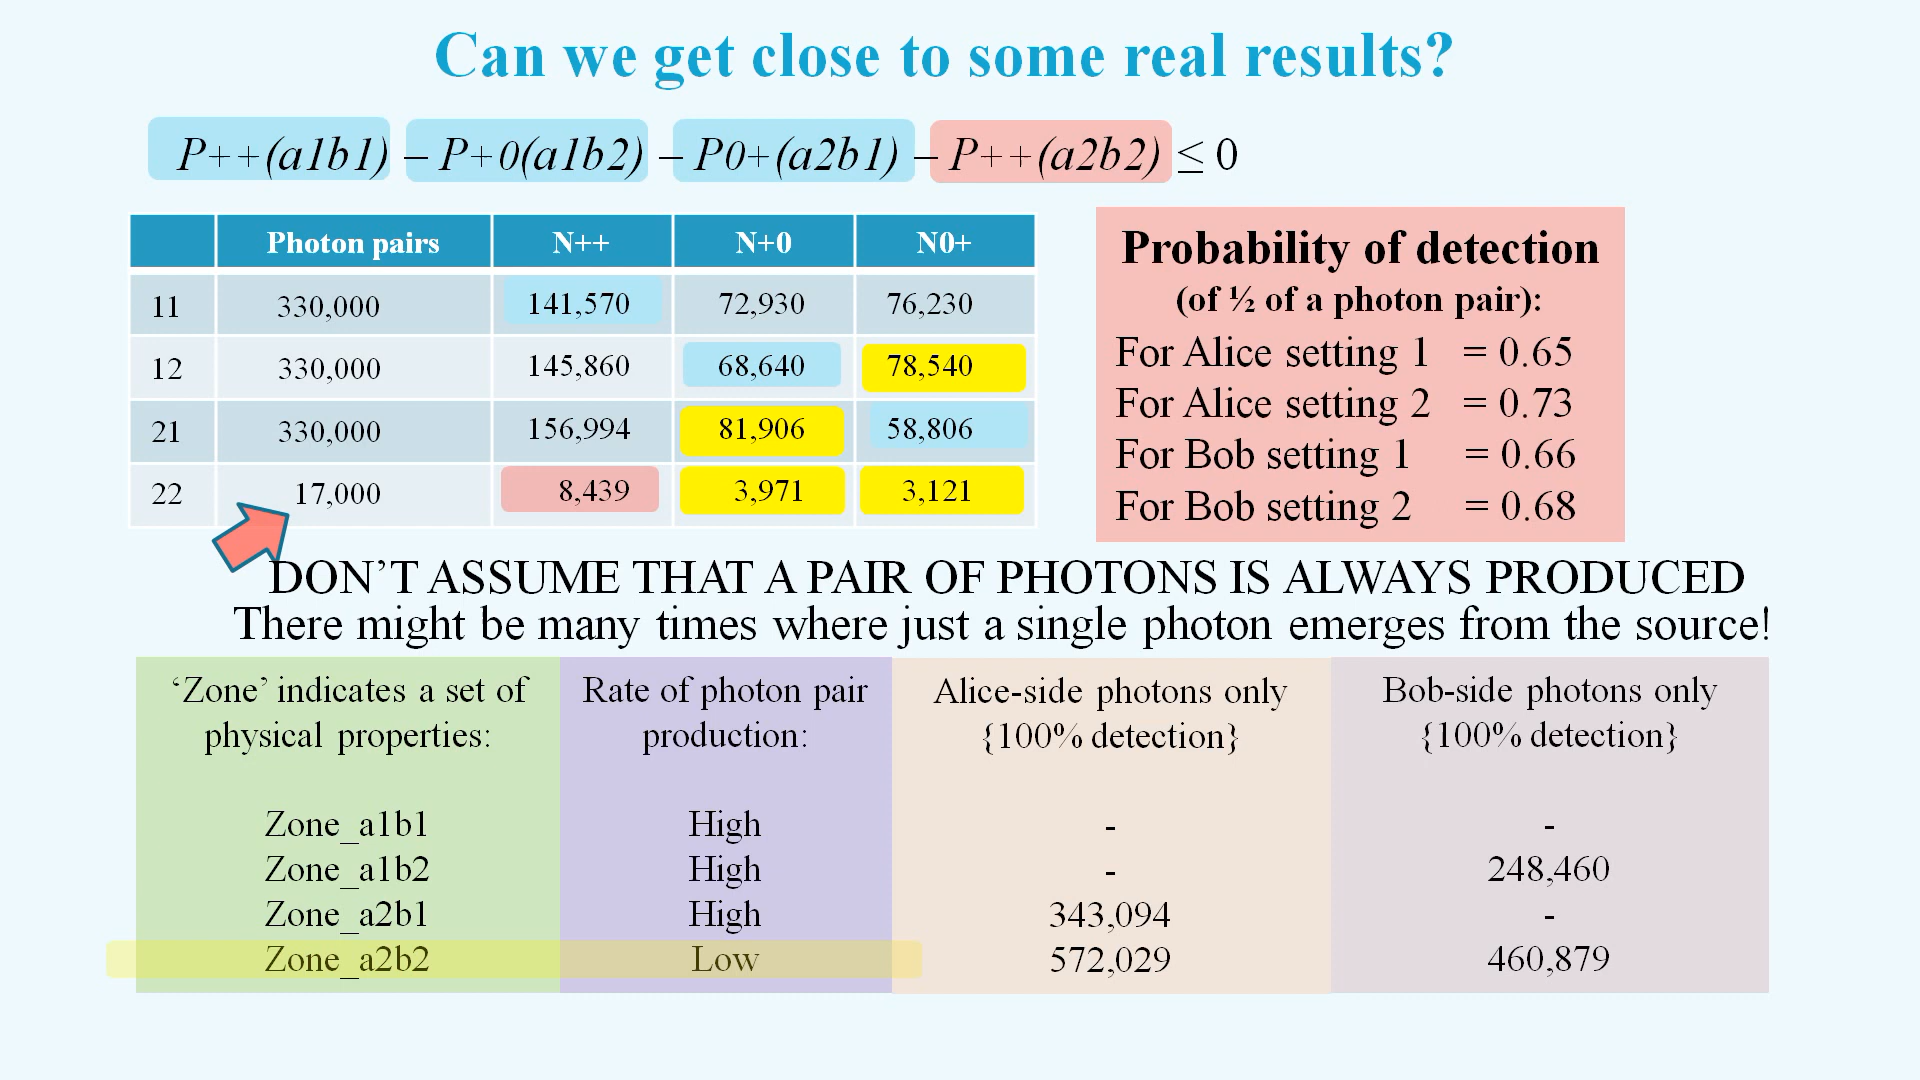 Can we get close to some real results?
P++(a1b1) – P+0(a1b2) – P0+(a2b1) – P++(a2b2) ≤ 0
Photon pairs N++ N+0 N0+
11 330,000 141,570 72,930 76,230
12 330,000 145,860 68,640 78,540
21 330,000 156,994 81,906 58,806
22 17,000 8,439 3,971 3,121
Probability of detection
(of ½ of a photon pair):
For Alice setting 1 = 0.65
For Alice setting 2 = 0.73
For Bob setting 1 = 0.66
For Bob setting 2 = 0.68
DON’T ASSUME THAT A PAIR OF PHOTONS IS ALWAYS PRODUCED
There might be many times where just a single photon emerges from the source!
‘Zone’ indicates a set of
physical properties:
Rate of photon pair
production:
Alice-side photons only
{100% detection}
Bob-side photons only
{100% detection}
Zone_a1b1 High - -
Zone_a1b2 High - 248,460
Zone_a2b1 High 343,094 -
Zone_a2b2 Low 572,029 460,879